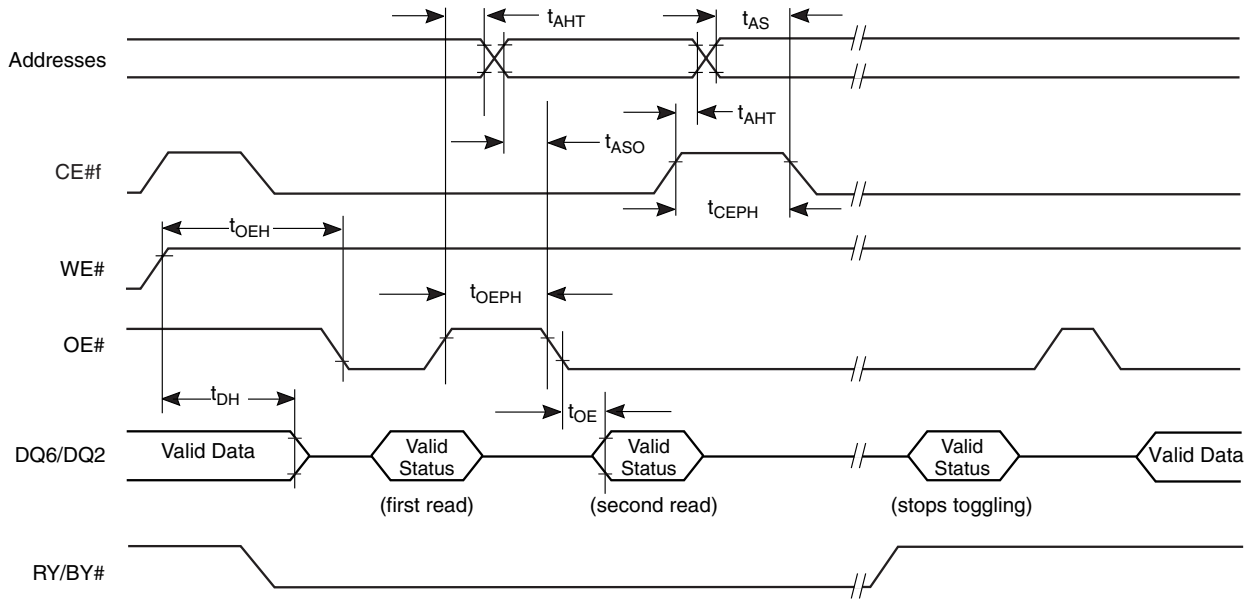 tAHT
tAS
Addresses
tAHT
tASO
CE#f
tCEPH
tOEH
WE#
tOEPH
OE#
tDH
tOE
DQ6/DQ2
Valid Data
Valid
Status
Valid
Status
Valid
Status
Valid Data
(first read)
(second read)
(stops toggling)
RY/BY#